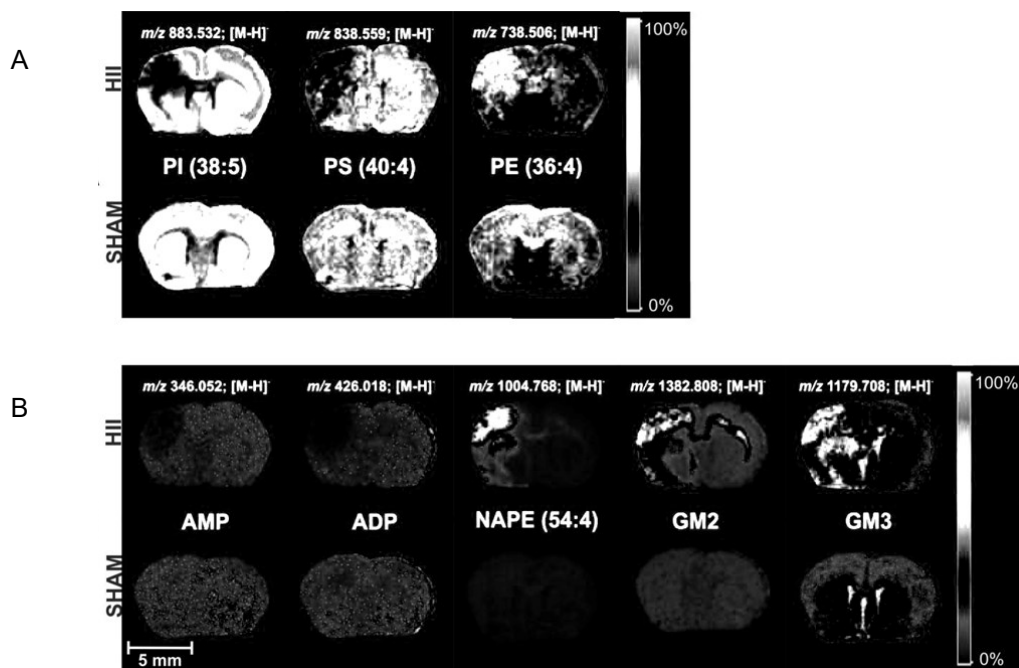 A
m/z 883.532; [M-H]- m/z 838.559; [M-H]- m/z 738.506; [M-H]- 100%
HII
PI (38:5) PS (40:4) PE (36:4)
SHAM
0%
B
m/z 346.052; [M-H]- m/z 426.018; [M-H]- m/z 1004.768; [M-H]- m/z 1382.808; [M-H]- m/z 1179.708; [M-H]- 100%
HII
AMP ADP NAPE (54:4) GM2 GM3
SHAM
5 mm 0%